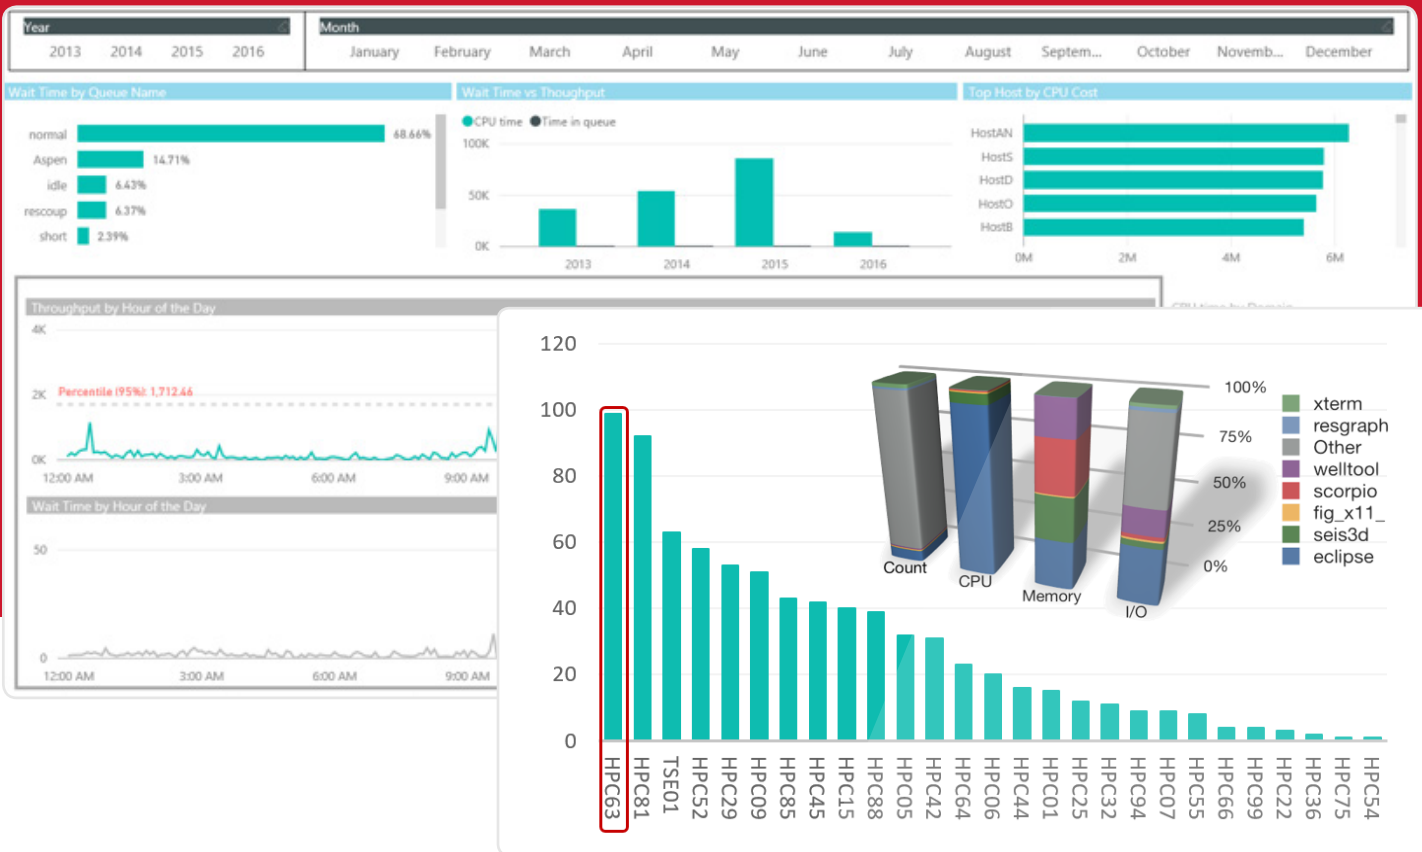 Year
Month
2013 2014 2015 2016
January February March April May June July August Septem... October Novemb... December
Wait Time by Queue Name
Wait Time vs Thoughput
Top Host by CPU Cost
normal 68.66%
Aspen 14.71%
idle 6.43%
rescoup 6.37%
short 2.39%
CPU time Time in queue
100K
50K
0K
2013 2014 2015 2016
HostAN
HostS
HostD
HostO
HostB
0M 2M 4M 6M
Throughput by Hour of the Day
CPU time by Domain
4K
2K
Percentile (95%): 1,712.46
0K
12:00 AM 3:00 AM 6:00 AM 9:00 AM
Wait Time by Hour of the Day
50
0
12:00 AM 3:00 AM 6:00 AM 9:00 AM
120
100
80
60
40
20
0
100%
75%
50%
25%
0%
Count
CPU
Memory
I/O
xterm
resgraph
Other
welltool
scorpio
fig_x11_
seis3d
eclipse
HPC63
HPC81
TSE01
HPC52
HPC29
HPC09
HPC85
HPC45
HPC15
HPC88
HPC05
HPC42
HPC64
HPC06
HPC44
HPC01
HPC25
HPC32
HPC94
HPC07
HPC55
HPC66
HPC99
HPC22
HPC36
HPC75
HPC54